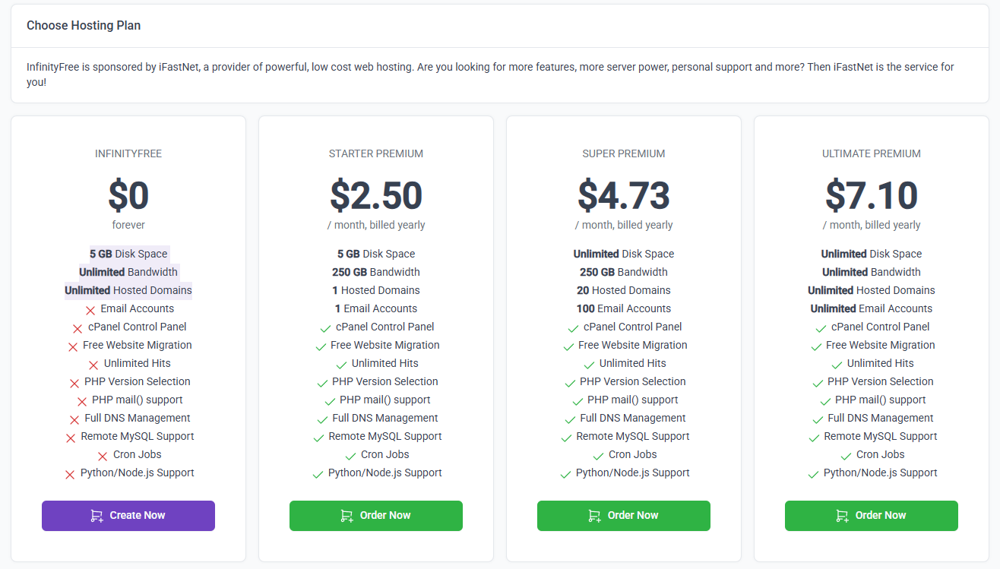 Choose Hosting Plan
InfinityFree is sponsored by iFastNet, a provider of powerful, low cost web hosting. Are you looking for more features, more server power, personal support and more? Then iFastNet is the service for
you!
INFINITYFREE
$0
forever
5 GB Disk Space
Unlimited Bandwidth
Unlimited Hosted Domains
Email Accounts
cPanel Control Panel
Free Website Migration
Unlimited Hits
PHP Version Selection
PHP mail() support
Full DNS Management
Remote MySQL Support
Cron Jobs
Python/Node.js Support
Create Now
STARTER PREMIUM
$2.50
/ month, billed yearly
5 GB Disk Space
250 GB Bandwidth
1 Hosted Domains
1 Email Accounts
cPanel Control Panel
Free Website Migration
Unlimited Hits
PHP Version Selection
PHP mail() support
Full DNS Management
Remote MySQL Support
Cron Jobs
Python/Node.js Support
Order Now
SUPER PREMIUM
$4.73
/ month, billed yearly
Unlimited Disk Space
250 GB Bandwidth
20 Hosted Domains
100 Email Accounts
cPanel Control Panel
Free Website Migration
Unlimited Hits
PHP Version Selection
PHP mail() support
Full DNS Management
Remote MySQL Support
Cron Jobs
Python/Node.js Support
Order Now
ULTIMATE PREMIUM
$7.10
/ month, billed yearly
Unlimited Disk Space
Unlimited Bandwidth
Unlimited Hosted Domains
Unlimited Email Accounts
cPanel Control Panel
Free Website Migration
Unlimited Hits
PHP Version Selection
PHP mail() support
Full DNS Management
Remote MySQL Support
Cron Jobs
Python/Node.js Support
Order Now